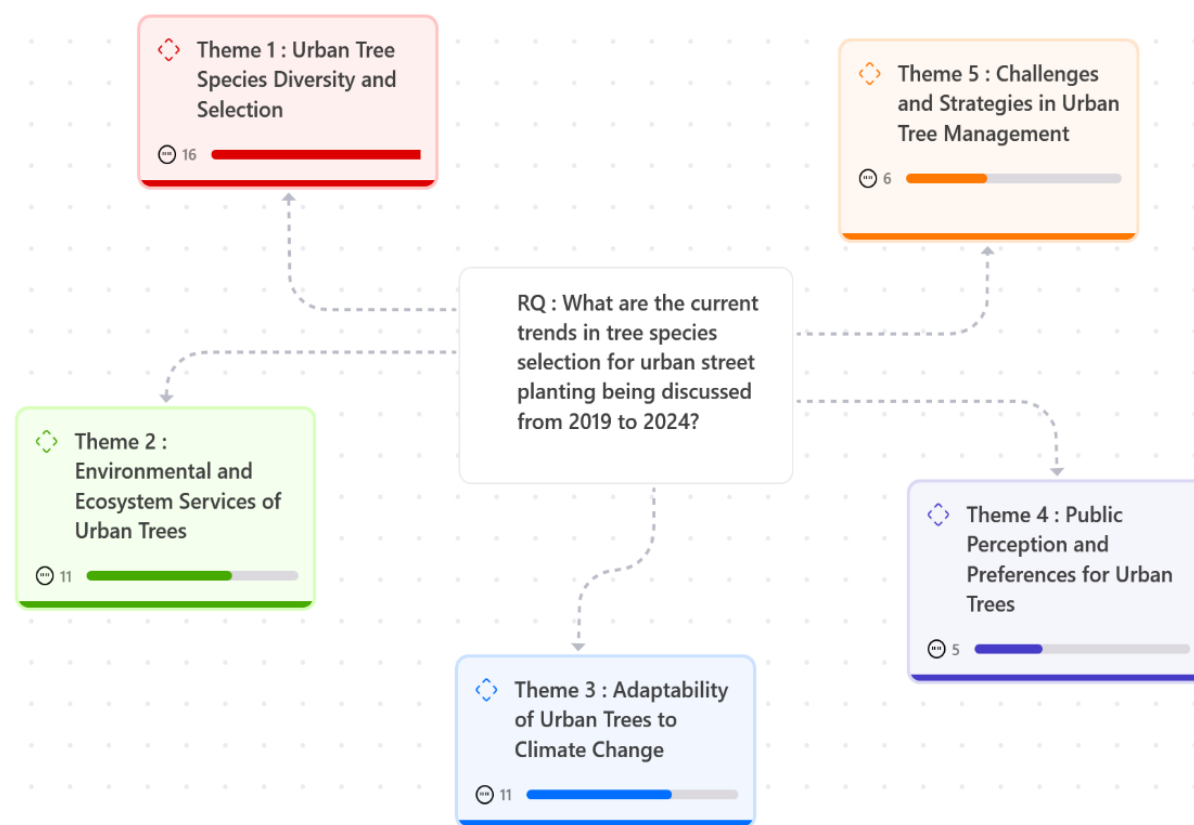 Theme 1 : Urban Tree
Species Diversity and
Selection
16
Theme 5 : Challenges
and Strategies in Urban
Tree Management
6
RQ : What are the current
trends in tree species
selection for urban street
planting being discussed
from 2019 to 2024?
Theme 2 :
Environmental and
Ecosystem Services of
Urban Trees
11
Theme 4 : Public
Perception and
Preferences for Urban
Trees
5
Theme 3 : Adaptability
of Urban Trees to
Climate Change
11